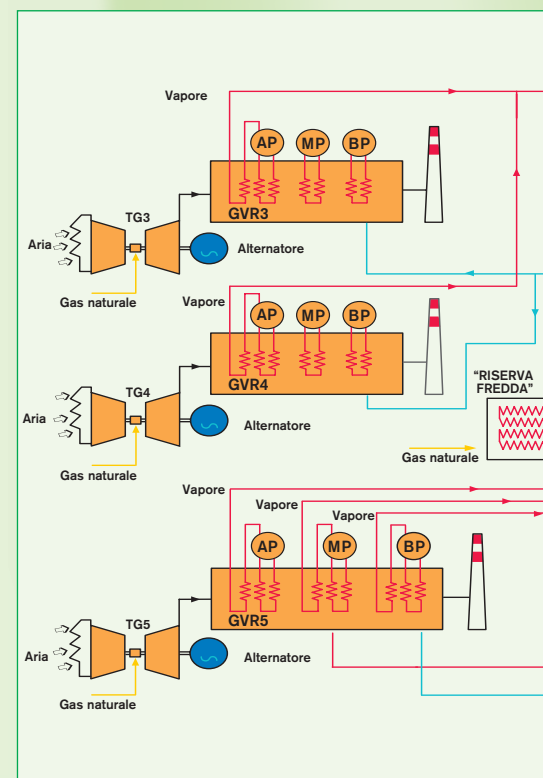 Vapore
AP MP BP
GVR3
TG3
Aria
Alternatore
Gas naturale
Vapore
AP MP BP
GVR4
TG4
Aria
Alternatore
Gas naturale
"RISERVA
FREDDA"
Gas naturale
Vapore
Vapore
Vapore
AP MP BP
GVR5
TG5
Aria
Alternatore
Gas naturale